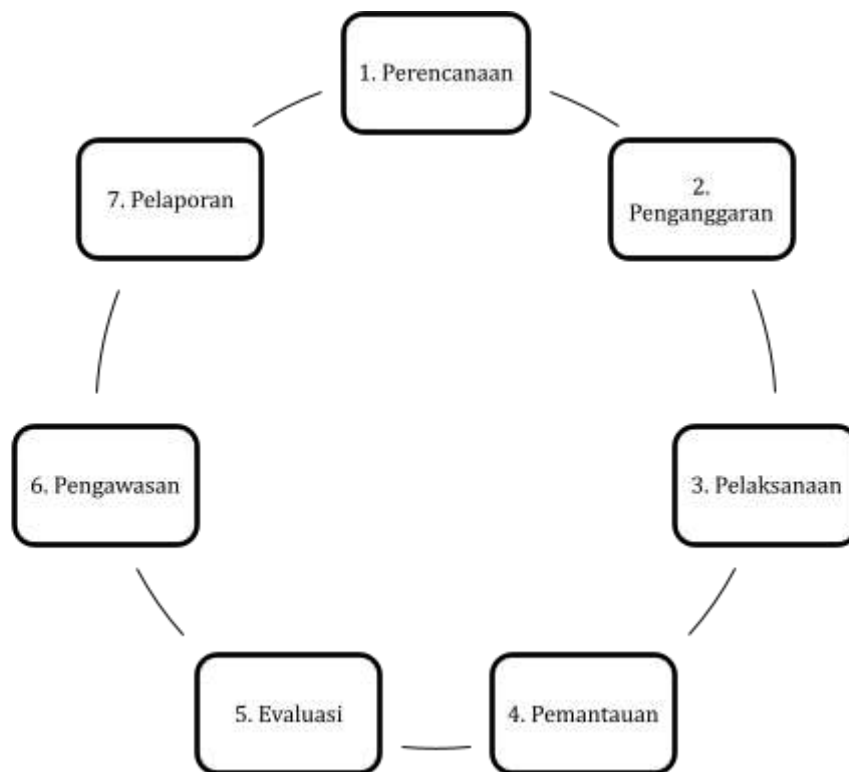 1. Perencanaan
2.
Penganggaran
3. Pelaksanaan
4. Pemantauan
5. Evaluasi
6. Pengawasan
7. Pelaporan